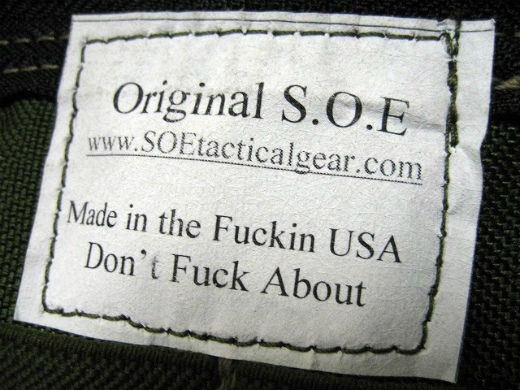 Original S.O.E
www.SOEtacticalgear.com
Made in the Fuckin USA
Don't Fuck About